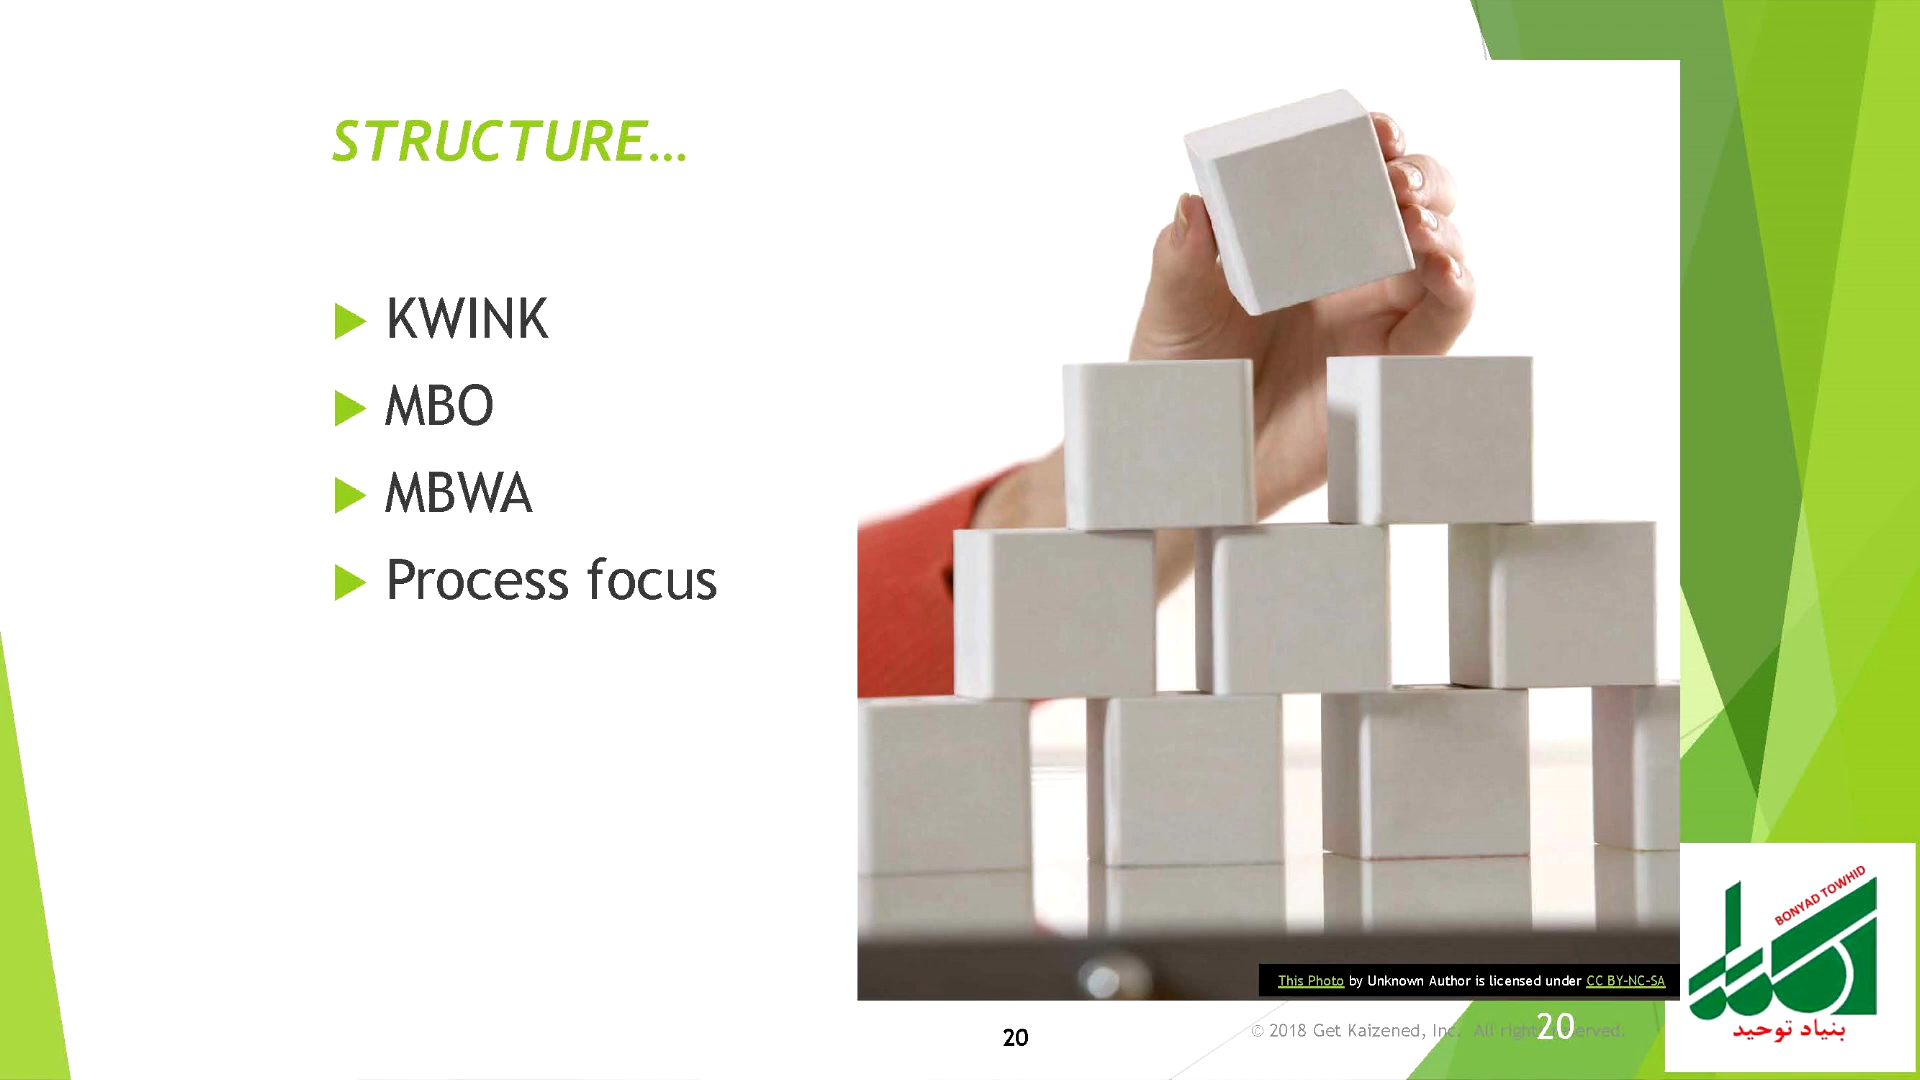 STRUCTURE…
KWINK
MBO
MBWA
Process focus
This Photo by Unknown Author is licensed under CC BY-NC-SA
BONYAD TOWHID
بنیاد توحید
20
© 2018 Get Kaizened, Inc. All rights reserved.
20